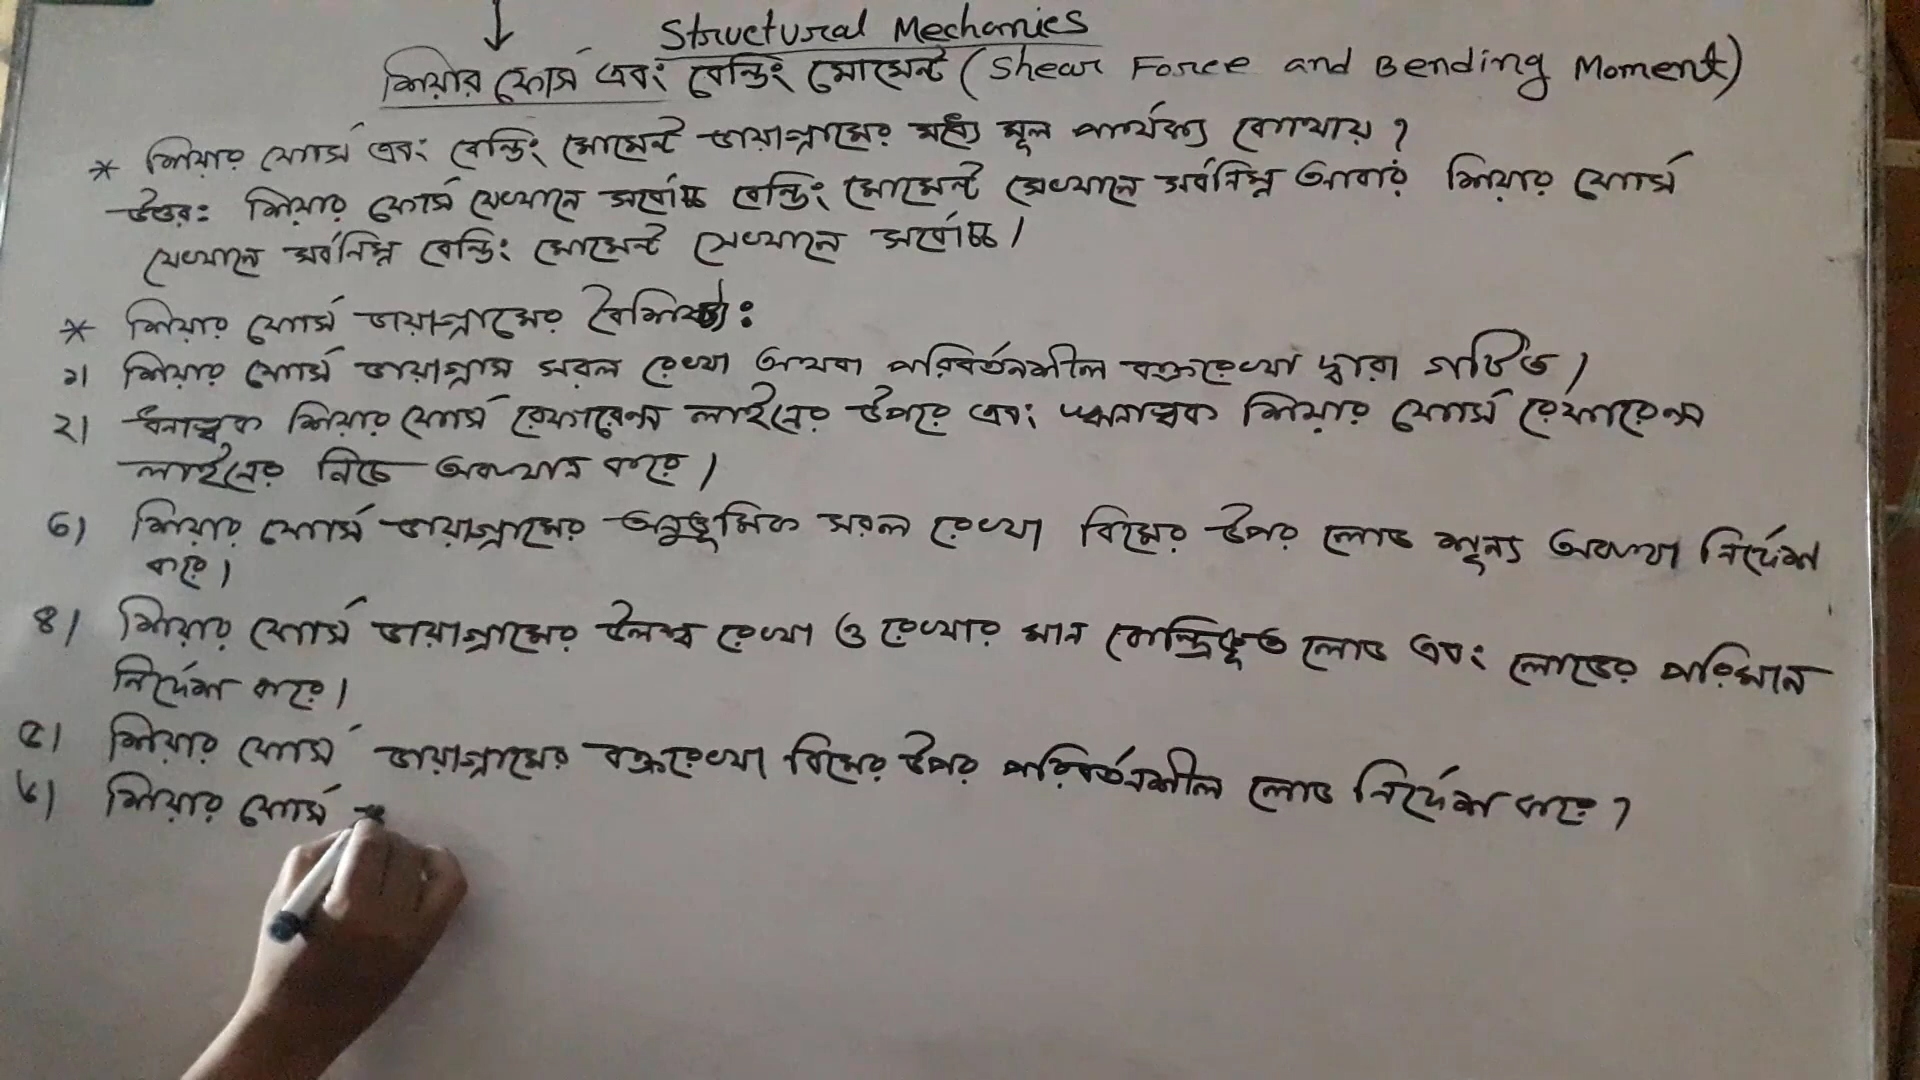 Structural Mechanics
শিয়ার ফোর্স এবং বেন্ডিং মোমেন্ট (Shear Force and Bending Moment)
* শিয়ার ফোর্স এবং বেন্ডিং মোমেন্ট ডায়াগ্রামের মধ্যে মূল পার্থক্য কোথায় ?
উত্তর: শিয়ার ফোর্স যেখানে সর্বোচ্চ বেন্ডিং মোমেন্ট সেখানে সর্বনিম্ন আবার শিয়ার ফোর্স
যেখানে সর্বনিম্ন বেন্ডিং মোমেন্ট সেখানে সর্বোচ্চ।
* শিয়ার ফোর্স ডায়াগ্রামের বৈশিষ্ট্য:
১। শিয়ার ফোর্স ডায়াগ্রাম সরল রেখা অথবা পরিবর্তনশীল বক্ররেখা দ্বারা গঠিত।
২। ধনাত্বক শিয়ার ফোর্স রেফারেন্স লাইনের উপরে এবং ঋনাত্বক শিয়ার ফোর্স রেফারেন্স
লাইনের নিচে অবস্থান করে।
৩। শিয়ার ফোর্স ডায়াগ্রামের অনুভূমিক সরল রেখা বিমের উপর লোড শূন্য অবস্থা নির্দেশ
করে।
৪। শিয়ার ফোর্স ডায়াগ্রামের উলম্ব রেখা ও রেখার মান কেন্দ্রিভূত লোড এবং লোডের পরিমান
নির্দেশ করে।
৫। শিয়ার ফোর্স ডায়াগ্রামের বক্ররেখা বিমের উপর পরিবর্তনশীল লোড নির্দেশ করে।
৬। শিয়ার ফোর্স